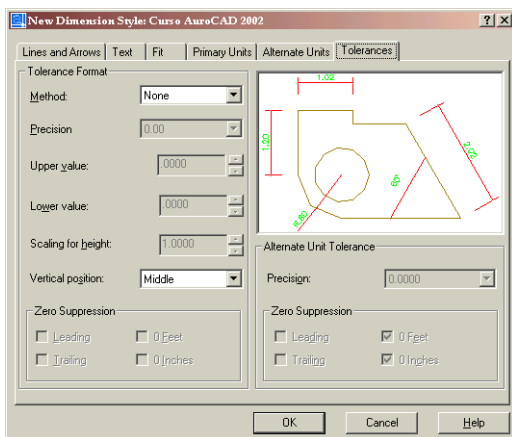 New Dimension Style: Curso AuroCAD 2002
Lines and Arrows Text Fit Primary Units Alternate Units Tolerances
Tolerance Format
Method: None
Precision 0.00
Upper value: .0000
Lower value: .0000
Scaling for height: 1.0000
Vertical position: Middle
Zero Suppression
Leading 0 Feet
Trailing 0 Inches
1.02
1.20
2.02
60°
R.80
Alternate Unit Tolerance
Precision: 0.0000
Zero Suppression
Leading 0 Feet
Trailing 0 Inches
OK Cancel Help